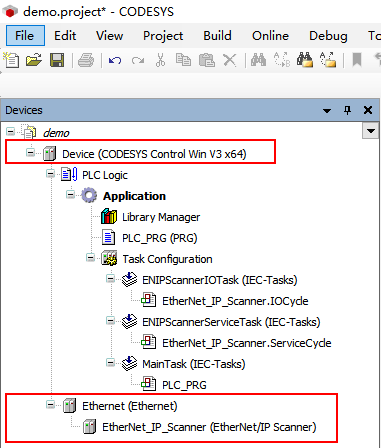 demo.project* - CODESYS
File Edit View Project Build Online Debug To
Devices
demo
Device (CODESYS Control Win V3 x64)
PLC Logic
Application
Library Manager
PLC_PRG (PRG)
Task Configuration
ENIPScannerIOTask (IEC-Tasks)
EtherNet_IP_Scanner.IOCycle
ENIPScannerServiceTask (IEC-Tasks)
EtherNet_IP_Scanner.ServiceCycle
MainTask (IEC-Tasks)
PLC_PRG
Ethernet (Ethernet)
EtherNet_IP_Scanner (EtherNet/IP Scanner)